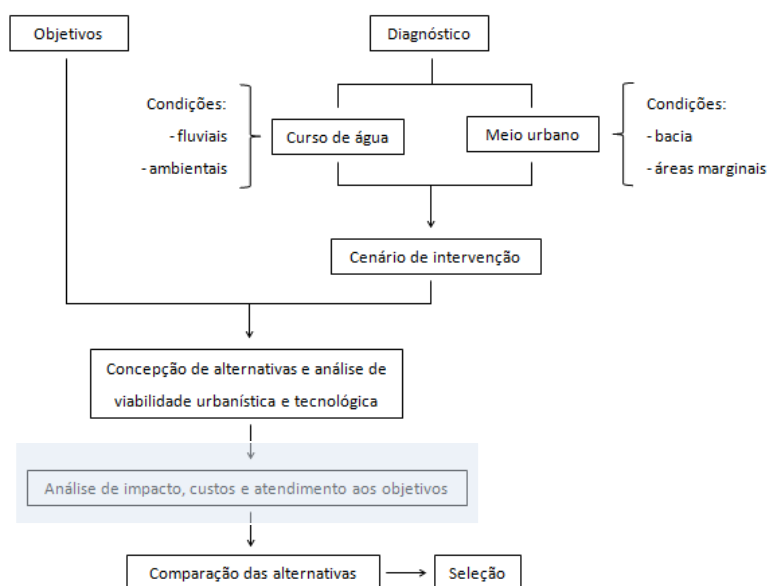 Objetivos
Diagnóstico
Condições:
- fluviais
- ambientais
Curso de água
Meio urbano
Condições:
- bacia
- áreas marginais
Cenário de intervenção
Concepção de alternativas e análise de
viabilidade urbanística e tecnológica
Análise de impacto, custos e atendimento aos objetivos
Comparação das alternativas
Seleção